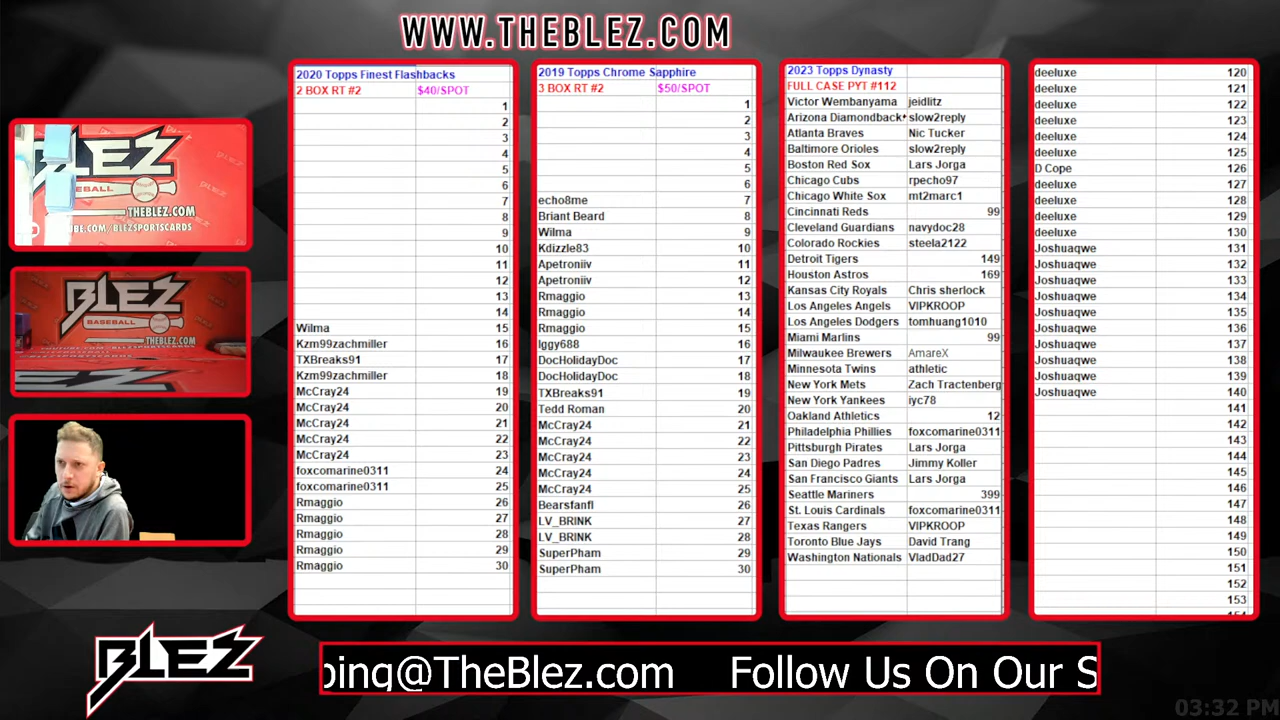 WWW.THEBLEZ.COM
2020 Topps Finest Flashbacks
2 BOX RT #2 $40/SPOT
1
2
3
4
5
6
7
8
9
10
11
12
13
14
Wilma 15
Kzm99zachmiller 16
TXBreaks91 17
Kzm99zachmiller 18
McCray24 19
McCray24 20
McCray24 21
McCray24 22
McCray24 23
foxcomarine0311 24
foxcomarine0311 25
Rmaggio 26
Rmaggio 27
Rmaggio 28
Rmaggio 29
Rmaggio 30
2019 Topps Chrome Sapphire
3 BOX RT #2 $50/SPOT
1
2
3
4
5
6
echo8me 7
Briant Beard 8
Wilma 9
Kdizzle83 10
Apetroniiv 11
Apetroniiv 12
Rmaggio 13
Rmaggio 14
Rmaggio 15
Iggy688 16
DocHolidayDoc 17
DocHolidayDoc 18
TXBreaks91 19
Tedd Roman 20
McCray24 21
McCray24 22
McCray24 23
McCray24 24
McCray24 25
Bearsfanfl 26
LV_BRINK 27
LV_BRINK 28
SuperPham 29
SuperPham 30
2023 Topps Dynasty
FULL CASE PYT #112
Victor Wembanyama jeidlitz
Arizona Diamondback slow2reply
Atlanta Braves Nic Tucker
Baltimore Orioles slow2reply
Boston Red Sox Lars Jorga
Chicago Cubs rpecho97
Chicago White Sox mt2marc1
Cincinnati Reds 99
Cleveland Guardians navydoc28
Colorado Rockies steela2122
Detroit Tigers 149
Houston Astros 169
Kansas City Royals Chris sherlock
Los Angeles Angels VIPKROOP
Los Angeles Dodgers tomhuang1010
Miami Marlins 99
Milwaukee Brewers AmareX
Minnesota Twins athletic
New York Mets Zach Tractenberg
New York Yankees iyc78
Oakland Athletics 12
Philadelphia Phillies foxcomarine0311
Pittsburgh Pirates Lars Jorga
San Diego Padres Jimmy Koller
San Francisco Giants Lars Jorga
Seattle Mariners 399
St. Louis Cardinals foxcomarine0311
Texas Rangers VIPKROOP
Toronto Blue Jays David Trang
Washington Nationals VladDad27
deeluxe 120
deeluxe 121
deeluxe 122
deeluxe 123
deeluxe 124
deeluxe 125
D Cope 126
deeluxe 127
deeluxe 128
deeluxe 129
deeluxe 130
Joshuaqwe 131
Joshuaqwe 132
Joshuaqwe 133
Joshuaqwe 134
Joshuaqwe 135
Joshuaqwe 136
Joshuaqwe 137
Joshuaqwe 138
Joshuaqwe 139
Joshuaqwe 140
141
142
143
144
145
146
147
148
149
150
151
152
153
154
BLEZ
BASEBALL
THEBLEZ.COM
UBE.COM/BLEZSPORTSCARDS
BLEZ
BASEBALL
THEBLEZ.COM
BLEZ
ping@TheBlez.com Follow Us On Our S
03:32 PM